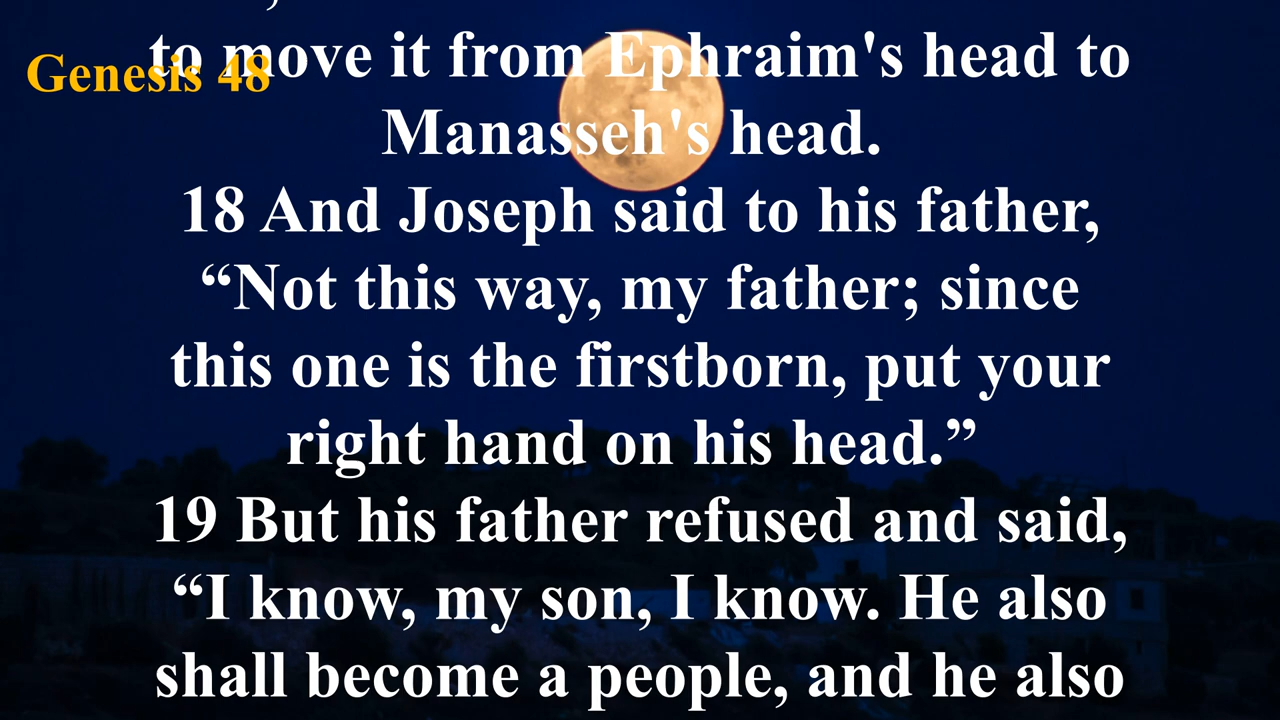 Genesis 48
to move it from Ephraim's head to
Manasseh's head.
18 And Joseph said to his father,
“Not this way, my father; since
this one is the firstborn, put your
right hand on his head.”
19 But his father refused and said,
“I know, my son, I know. He also
shall become a people, and he also